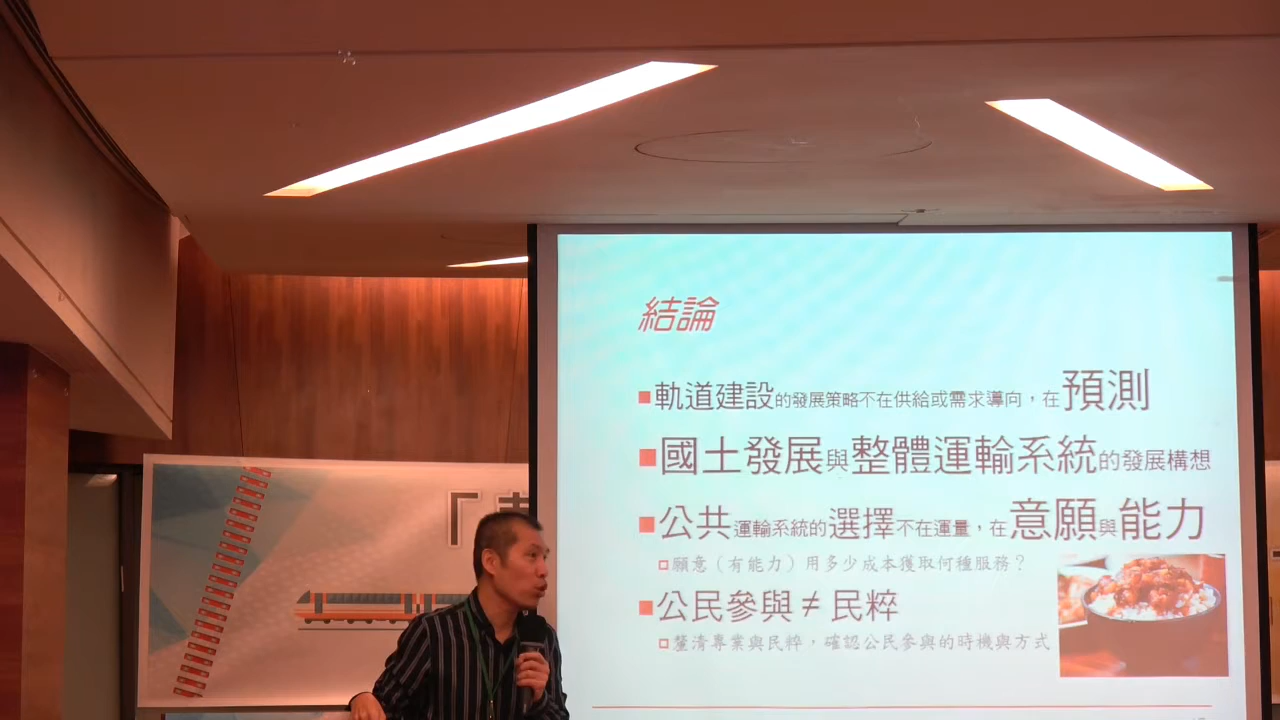 結論
軌道建設的發展策略不在供給或需求導向，在預測
國土發展與整體運輸系統的發展構想
公共運輸系統的選擇不在運量，在意願與能力
願意（有能力）用多少成本獲取何種服務？
公民參與≠民粹
釐清專業與民粹，確認公民參與的時機與方式
「